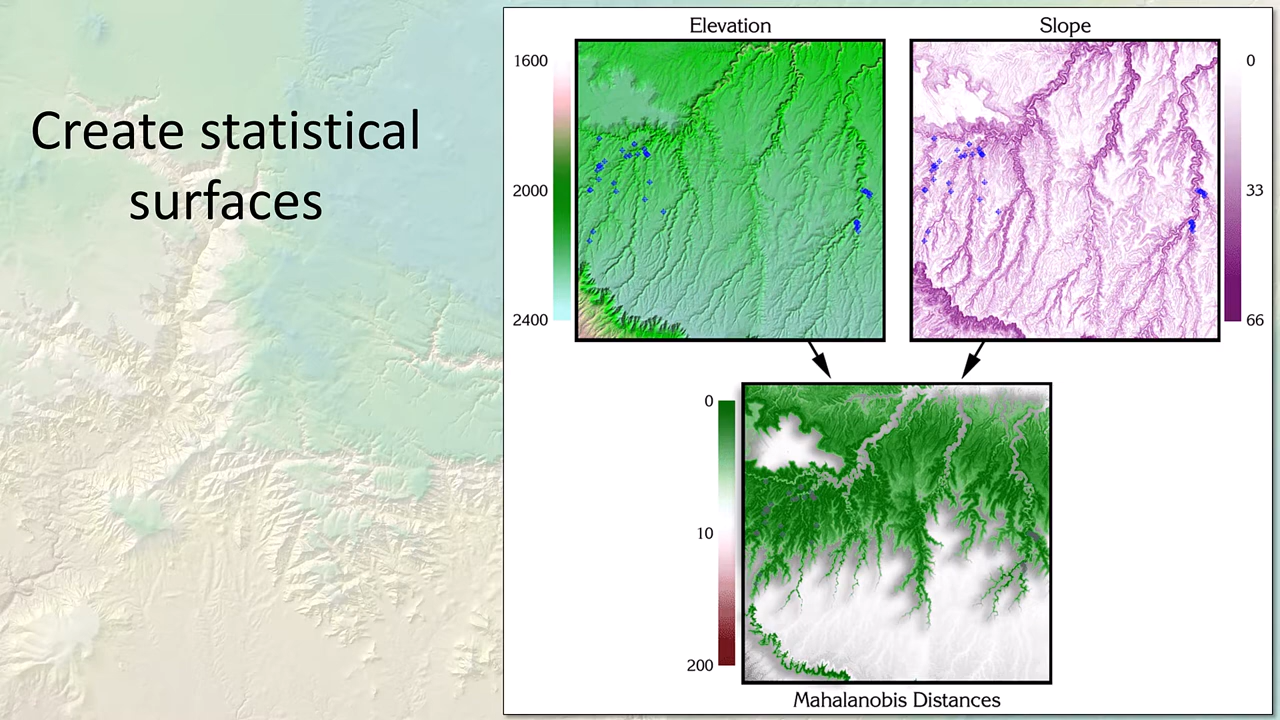 Create statistical
surfaces
Elevation
Slope
1600
2000
2400
0
33
66
0
10
200
Mahalanobis Distances